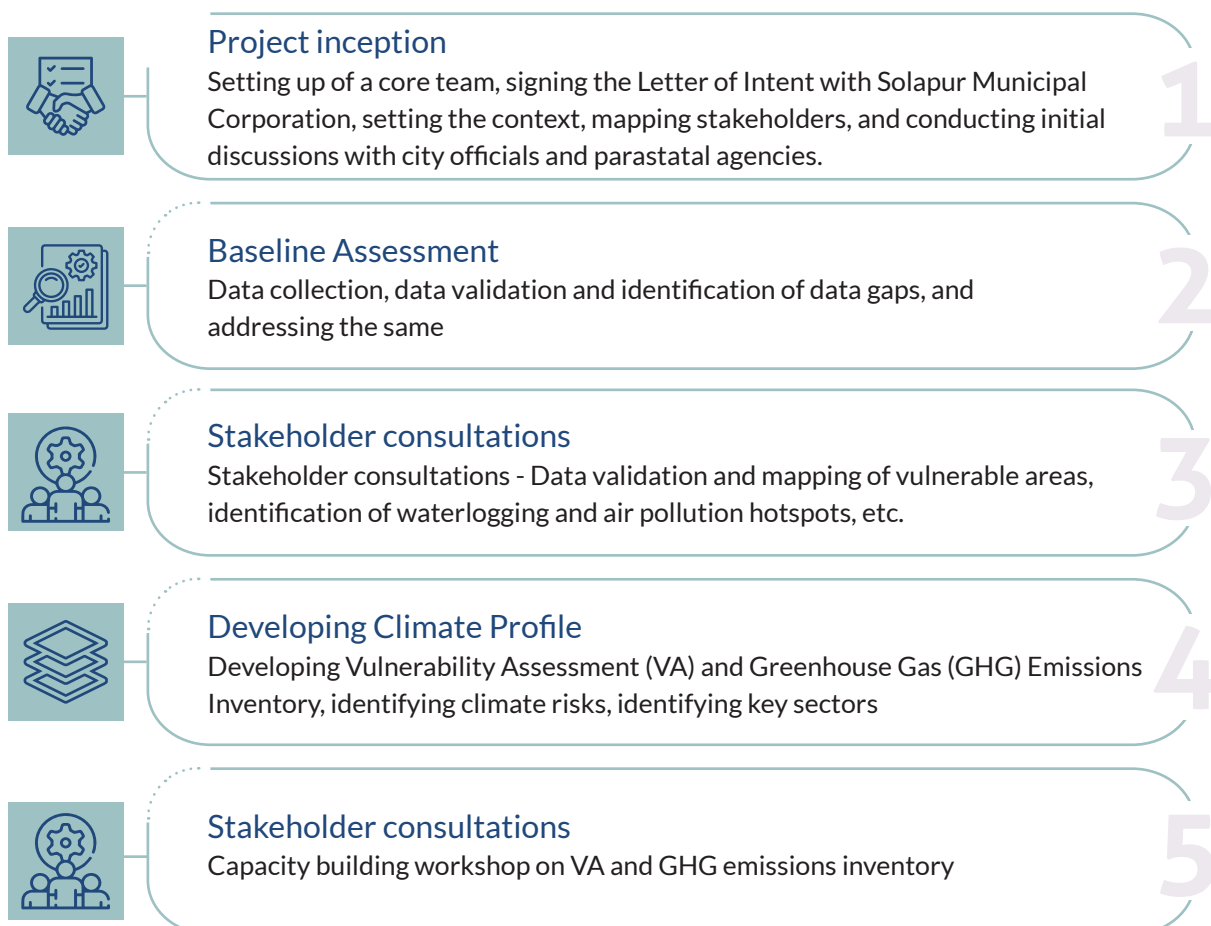 Project inception
Setting up of a core team, signing the Letter of Intent with Solapur Municipal
Corporation, setting the context, mapping stakeholders, and conducting initial
discussions with city officials and parastatal agencies.
1
Baseline Assessment
Data collection, data validation and identification of data gaps, and
addressing the same
2
Stakeholder consultations
Stakeholder consultations - Data validation and mapping of vulnerable areas,
identification of waterlogging and air pollution hotspots, etc.
3
Developing Climate Profile
Developing Vulnerability Assessment (VA) and Greenhouse Gas (GHG) Emissions
Inventory, identifying climate risks, identifying key sectors
4
Stakeholder consultations
Capacity building workshop on VA and GHG emissions inventory
5